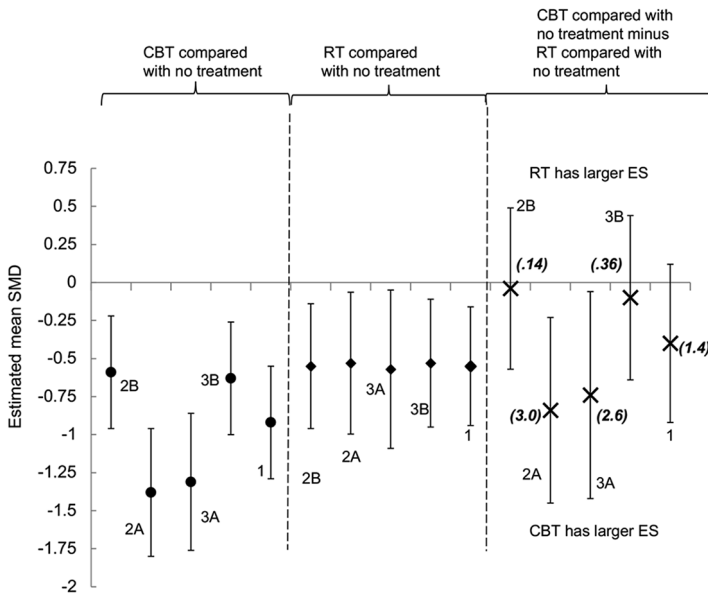 CBT compared
with no treatment
RT compared
with no treatment
CBT compared with
no treatment minus
RT compared with
no treatment
Estimated mean SMD
0.75
0.5
0.25
0
-0.25
-0.5
-0.75
-1
-1.25
-1.5
-1.75
-2
2B
2A
3A
3B
1
2B
2A
3A
3B
1
RT has larger ES
2B
(.14)
(3.0)
2A
(2.6)
3A
3B
(.36)
(1.4)
1
CBT has larger ES